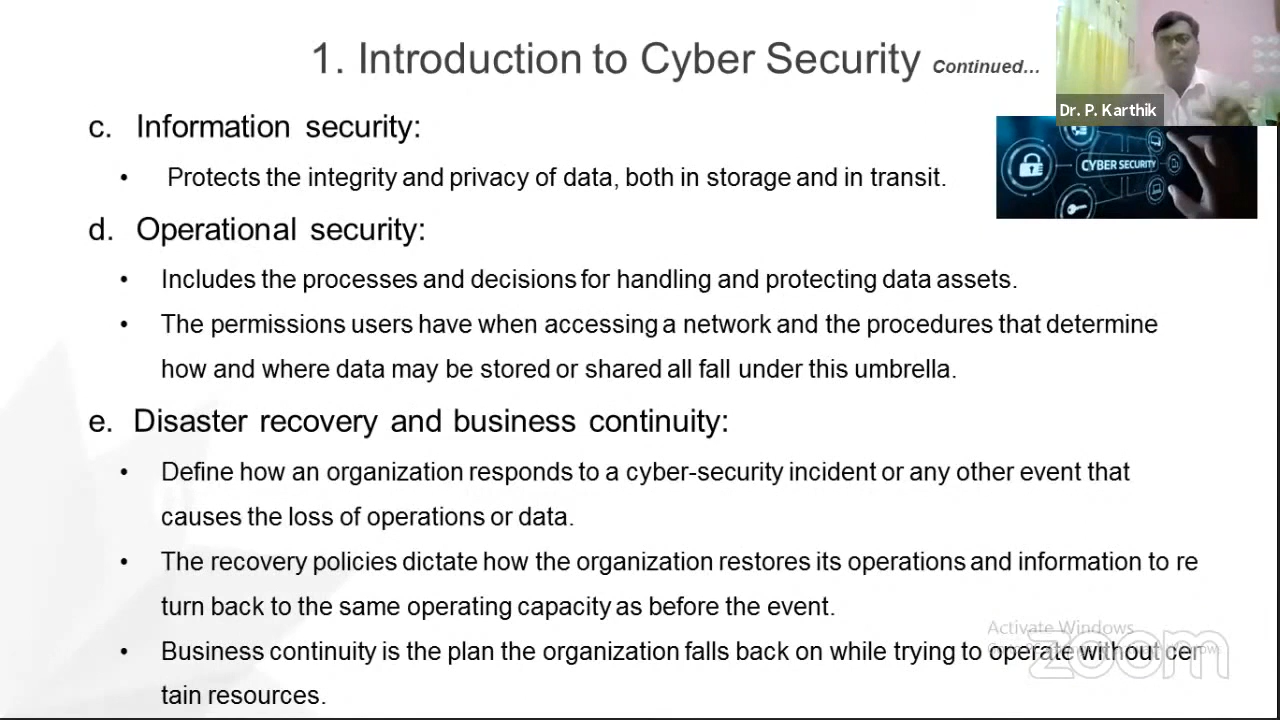 1. Introduction to Cyber Security Continued...
Dr. P. Karthik
CYBER SECURITY
c. Information security:
• Protects the integrity and privacy of data, both in storage and in transit.
d. Operational security:
• Includes the processes and decisions for handling and protecting data assets.
• The permissions users have when accessing a network and the procedures that determine
how and where data may be stored or shared all fall under this umbrella.
e. Disaster recovery and business continuity:
• Define how an organization responds to a cyber-security incident or any other event that
causes the loss of operations or data.
• The recovery policies dictate how the organization restores its operations and information to re
turn back to the same operating capacity as before the event.
Activate Windows
• Business continuity is the plan the organization falls back on while trying to operate without cer
tain resources.
zoom